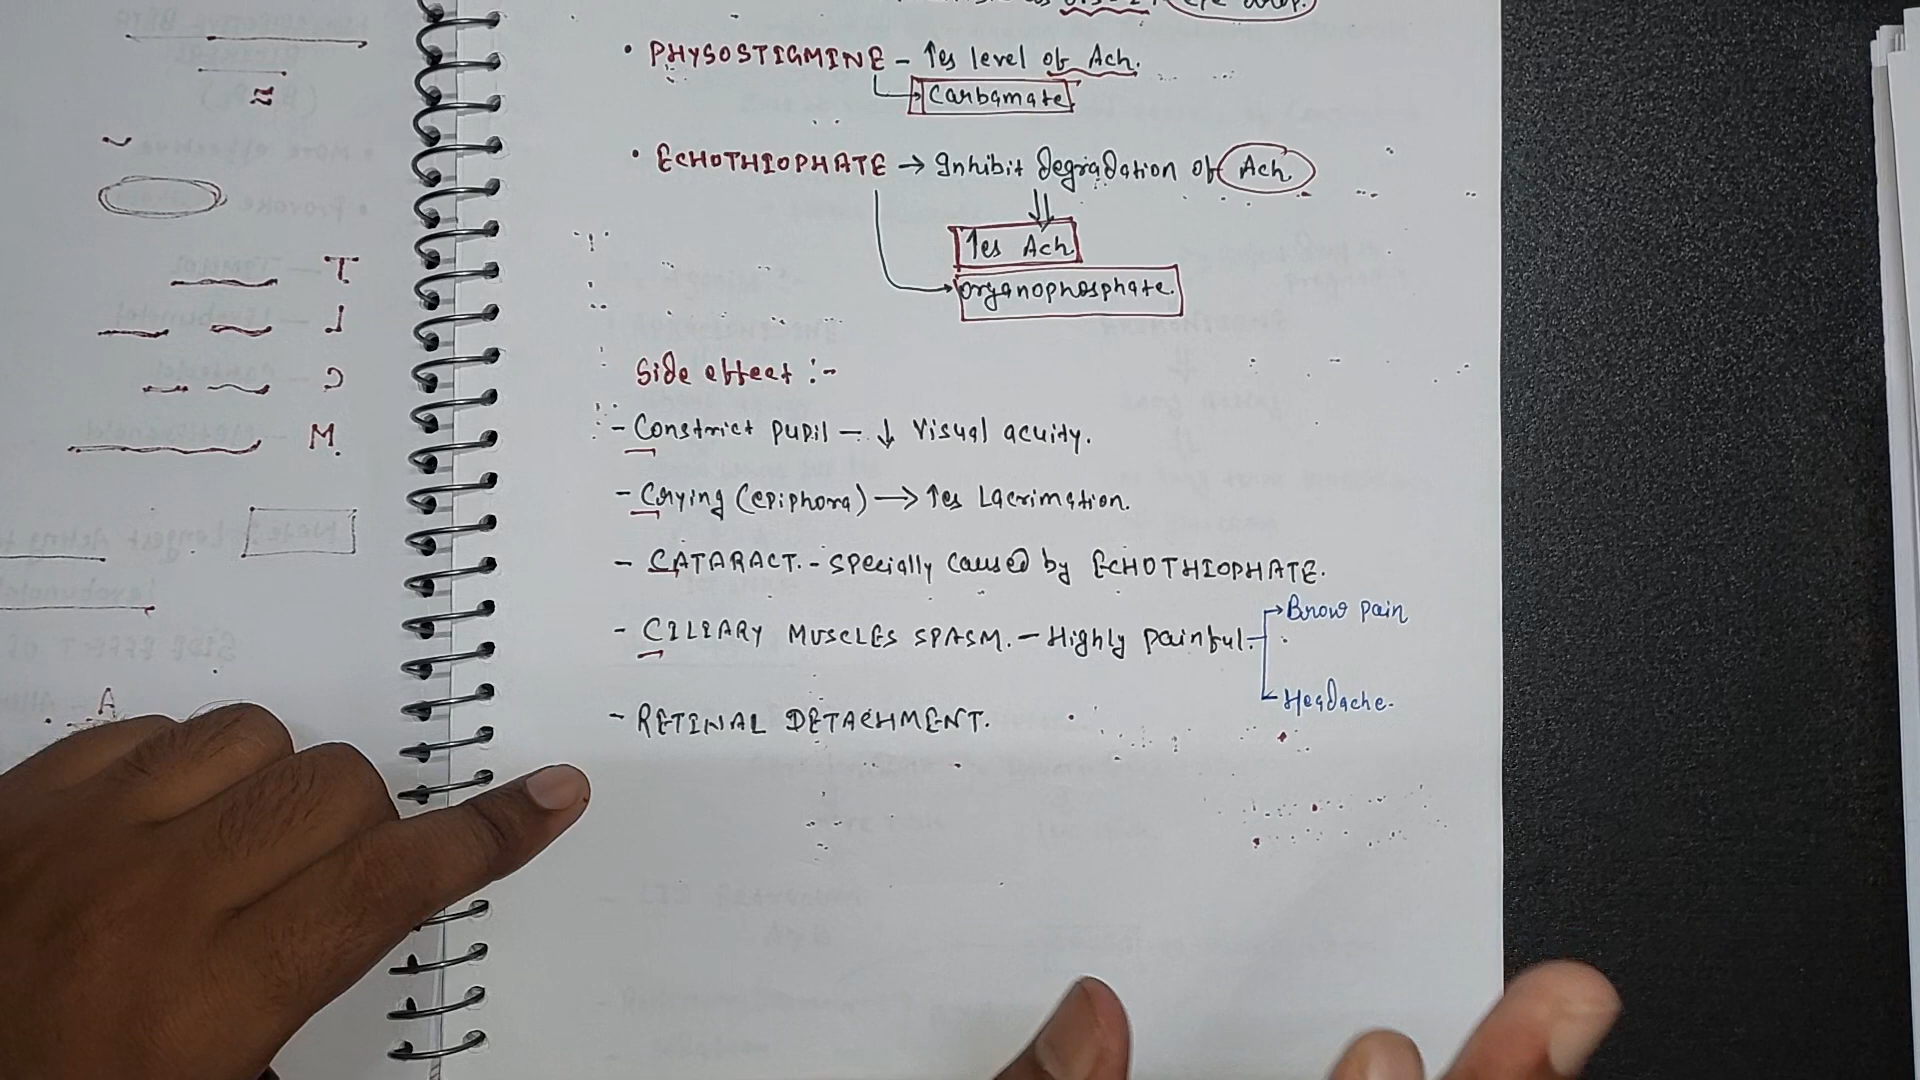 • PHYSOSTIGMINE – ↑es level of Ach.
Carbamate
• ECHOTHIOPHATE → Inhibit degradation of Ach
↑es Ach
Organophosphate.
Side effect :-
- Constrict pupil – ↓ visual acuity.
- Crying (epiphora) → ↑es Lacrimation.
- CATARACT. - Specially caused by ECHOTHIOPHATE.
- CILIARY MUSCLES SPASM. – Highly painful.
Brow pain
Headache.
- RETINAL DETACHMENT.
T
J
M
A